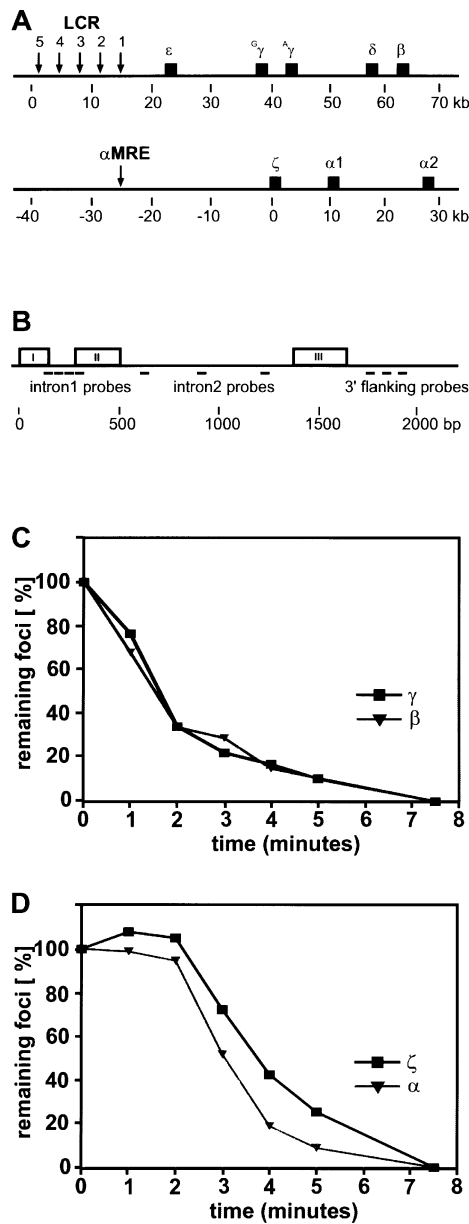 A
LCR
5 4 3 2 1
ε Gγ Aγ δ β
0 10 20 30 40 50 60 70 kb
αMRE
ζ α1 α2
-40 -30 -20 -10 0 10 20 30 kb
B
I II III
intron1 probes intron2 probes 3' flanking probes
0 500 1000 1500 2000 bp
C
remaining foci [ %]
100
80
60
40
20
0
γ
β
0 1 2 3 4 5 6 7 8
time (minutes)
D
remaining foci [ %]
100
80
60
40
20
0
ζ
α
0 1 2 3 4 5 6 7 8
time (minutes)